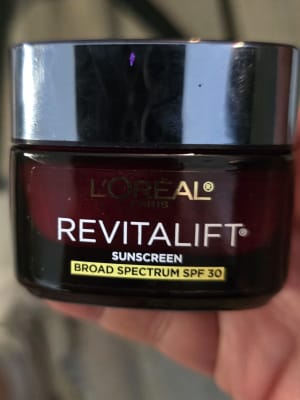 L'ORÉAL®
PARIS
REVITALIFT®
SUNSCREEN
BROAD SPECTRUM SPF 30